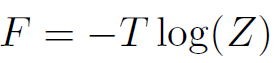 F = −T log(Z)